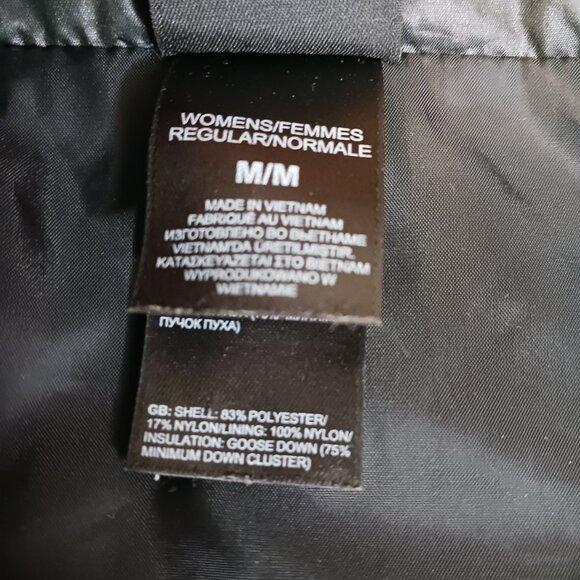 WOMENS/FEMMES
REGULAR/NORMALE
M/M
MADE IN VIETNAM
FABRIQUÉ AU VIETNAM
ИЗГОТОВЛЕНО ВО ВЬЕТНАМЕ
VIETNAM'DA ÜRETILMISTIR.
ΚΑΤΑΣΚΕΥΑΖΕΤΑΙ ΣΤΟ ΒΙΕΤΝΑΜ
WYPRODUKOWANO W
WIETNAMIE
ПУЧОК ПУХА)
GB: SHELL: 83% POLYESTER/
17% NYLON/LINING: 100% NYLON/
INSULATION: GOOSE DOWN (75%
MINIMUM DOWN CLUSTER)